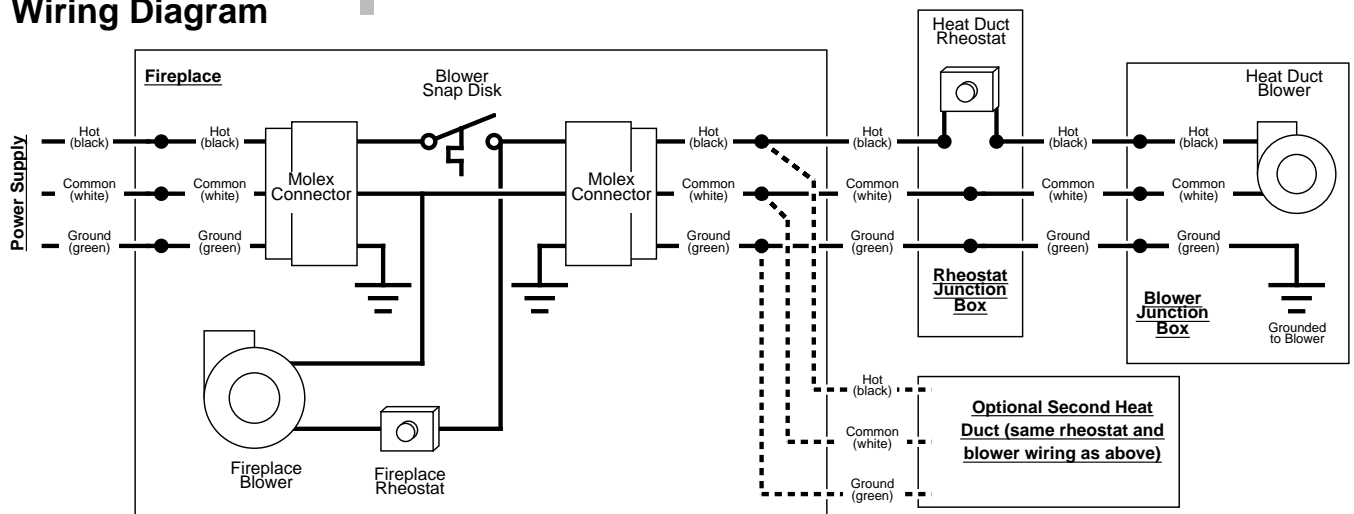 Wiring Diagram
Power Supply
Fireplace
Blower
Snap Disk
Heat Duct
Rheostat
Heat Duct
Blower
Hot
(black)
Hot
(black)
Hot
(black)
Hot
(black)
Hot
(black)
Hot
(black)
Molex
Connector
Molex
Connector
Common
(white)
Common
(white)
Common
(white)
Common
(white)
Common
(white)
Common
(white)
Ground
(green)
Ground
(green)
Ground
(green)
Ground
(green)
Ground
(green)
Ground
(green)
Rheostat
Junction
Box
Blower
Junction
Box
Grounded
to Blower
Hot
(black)
Common
(white)
Ground
(green)
Optional Second Heat
Duct (same rheostat and
blower wiring as above)
Fireplace
Blower
Fireplace
Rheostat